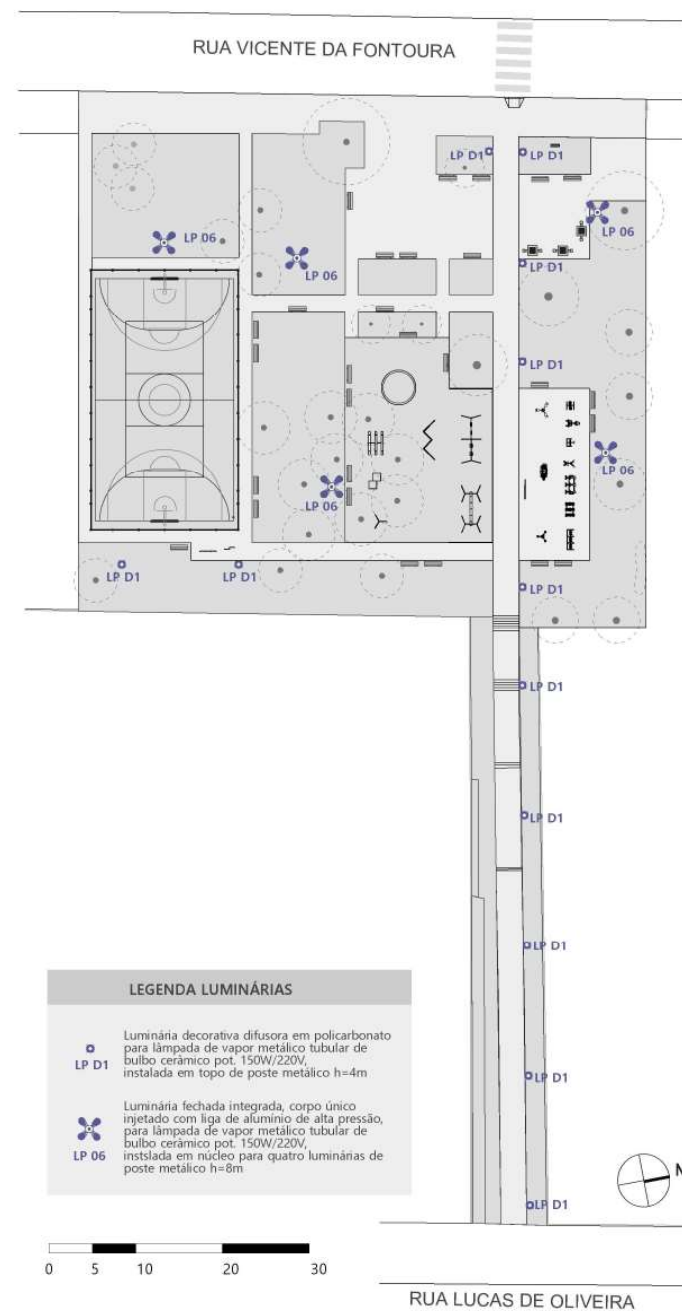 RUA VICENTE DA FONTOURA
LP D1
LP D1
LP 06
LP 06
LP 06
LP D1
LP D1
LP 06
LP 06
LP D1
LP D1
LP D1
LP D1
LP D1
LP D1
LP D1
LP D1
LEGENDA LUMINÁRIAS
LP D1
Luminária decorativa difusora em policarbonato
para lâmpada de vapor metálico tubular de
bulbo cerâmico pot. 150W/220V,
instalada em topo de poste metálico h=4m
LP 06
Luminária fechada integrada, corpo único
injetado com liga de alumínio de alta pressão,
para lâmpada de vapor metálico tubular de
bulbo cerâmico pot. 150W/220V,
instslada em núcleo para quatro luminárias de
poste metálico h=8m
N
0 5 10 20 30
RUA LUCAS DE OLIVEIRA